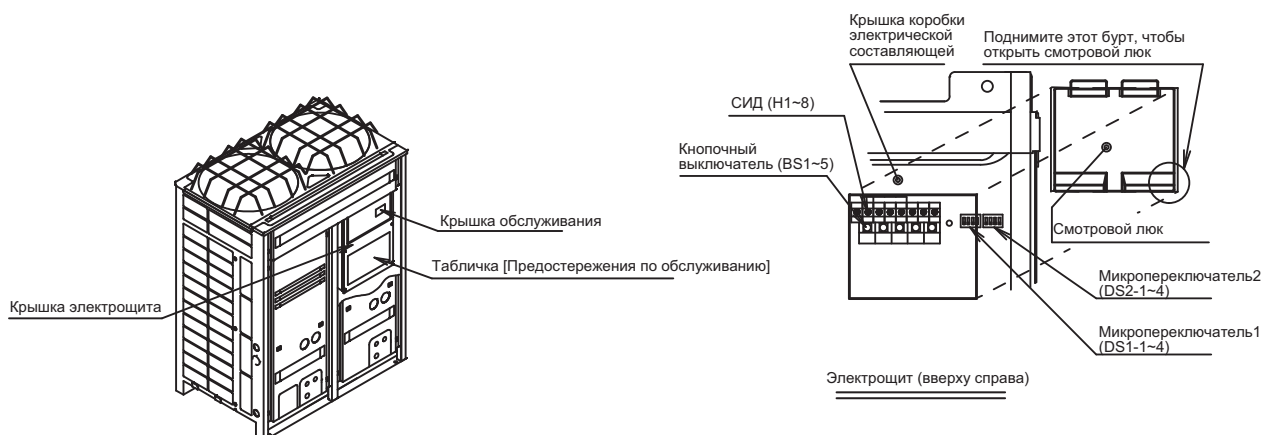 Крышка обслуживания
Табличка [Предостережения по обслуживанию]
Крышка электрощита
Крышка коробки
электрической
составляющей
Поднимите этот бурт, чтобы
открыть смотровой люк
СИД (H1~8)
Кнопочный
выключатель (BS1~5)
Смотровой люк
Микропереключатель2
(DS2-1~4)
Микропереключатель1
(DS1-1~4)
Электрощит (вверху справа)